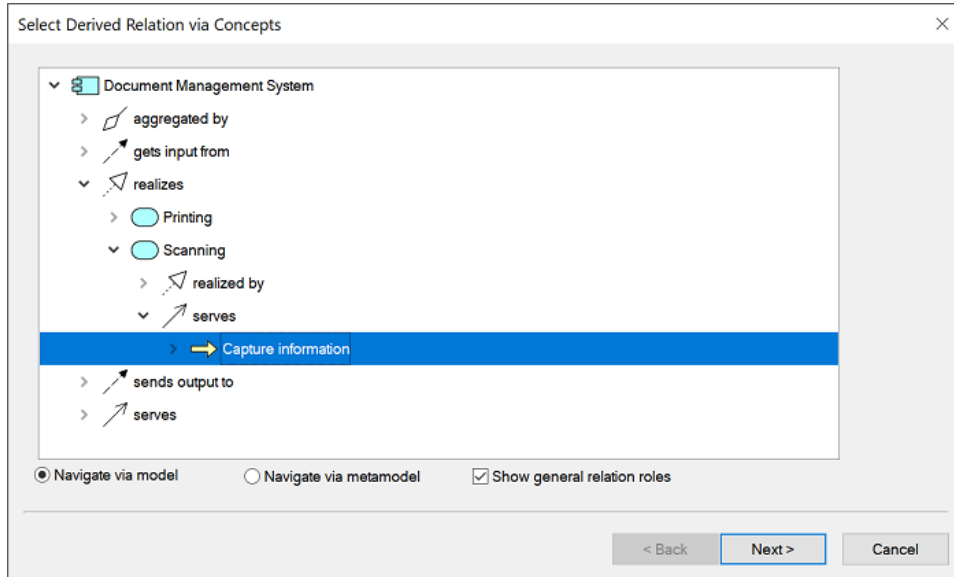 Select Derived Relation via Concepts
Document Management System
aggregated by
gets input from
realizes
Printing
Scanning
realized by
serves
Capture information
sends output to
serves
Navigate via model Navigate via metamodel Show general relation roles
< Back Next > Cancel